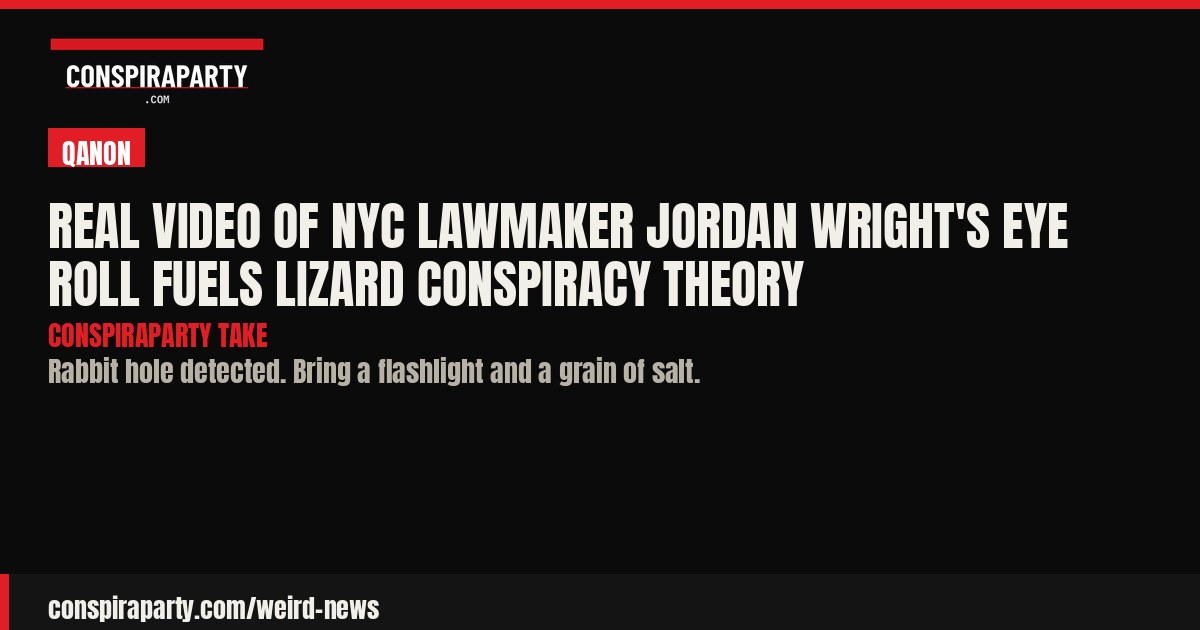 CONSPIRAPARTY
.COM
QANON
REAL VIDEO OF NYC LAWMAKER JORDAN WRIGHT'S EYE
ROLL FUELS LIZARD CONSPIRACY THEORY
CONSPIRAPARTY TAKE
Rabbit hole detected. Bring a flashlight and a grain of salt.
conspiraparty.com/weird-news